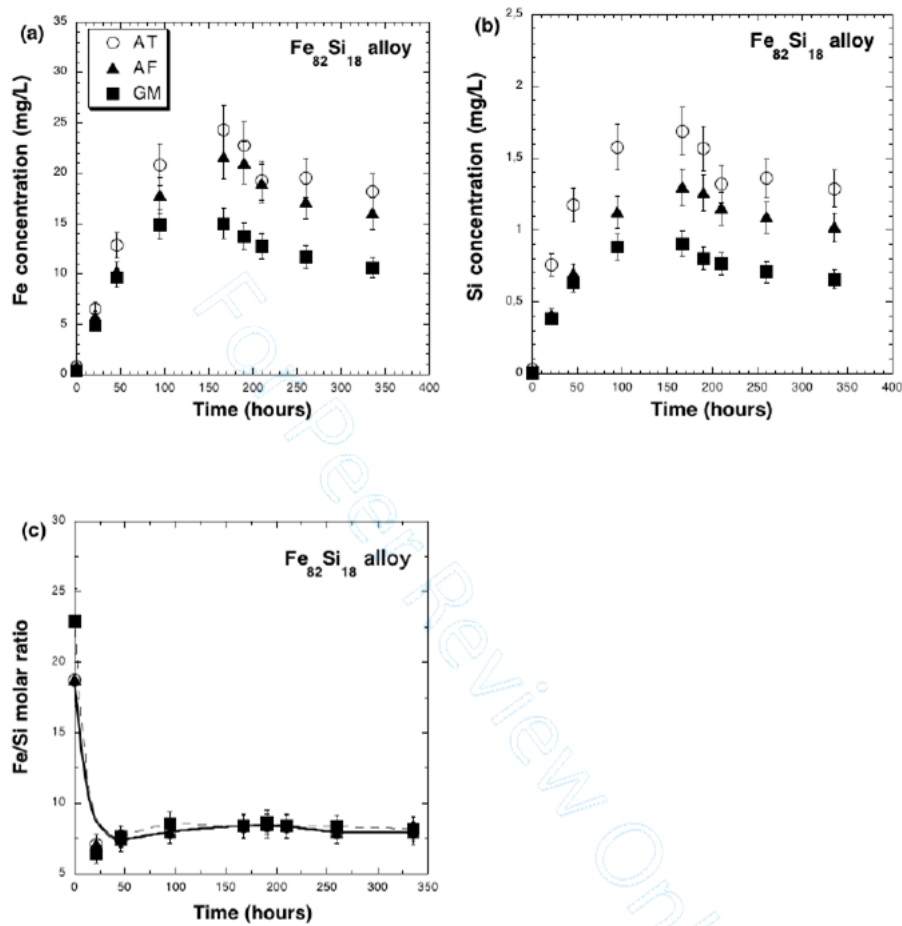 (a)
Fe82Si18 alloy
AT
AF
GM
Fe concentration (mg/L)
35
30
25
20
15
10
5
0
0 50 100 150 200 250 300 350 400
Time (hours)
(b)
Fe82Si18 alloy
Si concentration (mg/L)
2,5
2
1,5
1
0,5
0
0 50 100 150 200 250 300 350 400
Time (hours)
(c)
Fe82Si18 alloy
Fe/Si molar ratio
30
25
20
15
10
5
0 50 100 150 200 250 300 350
Time (hours)
For Peer Review Onl